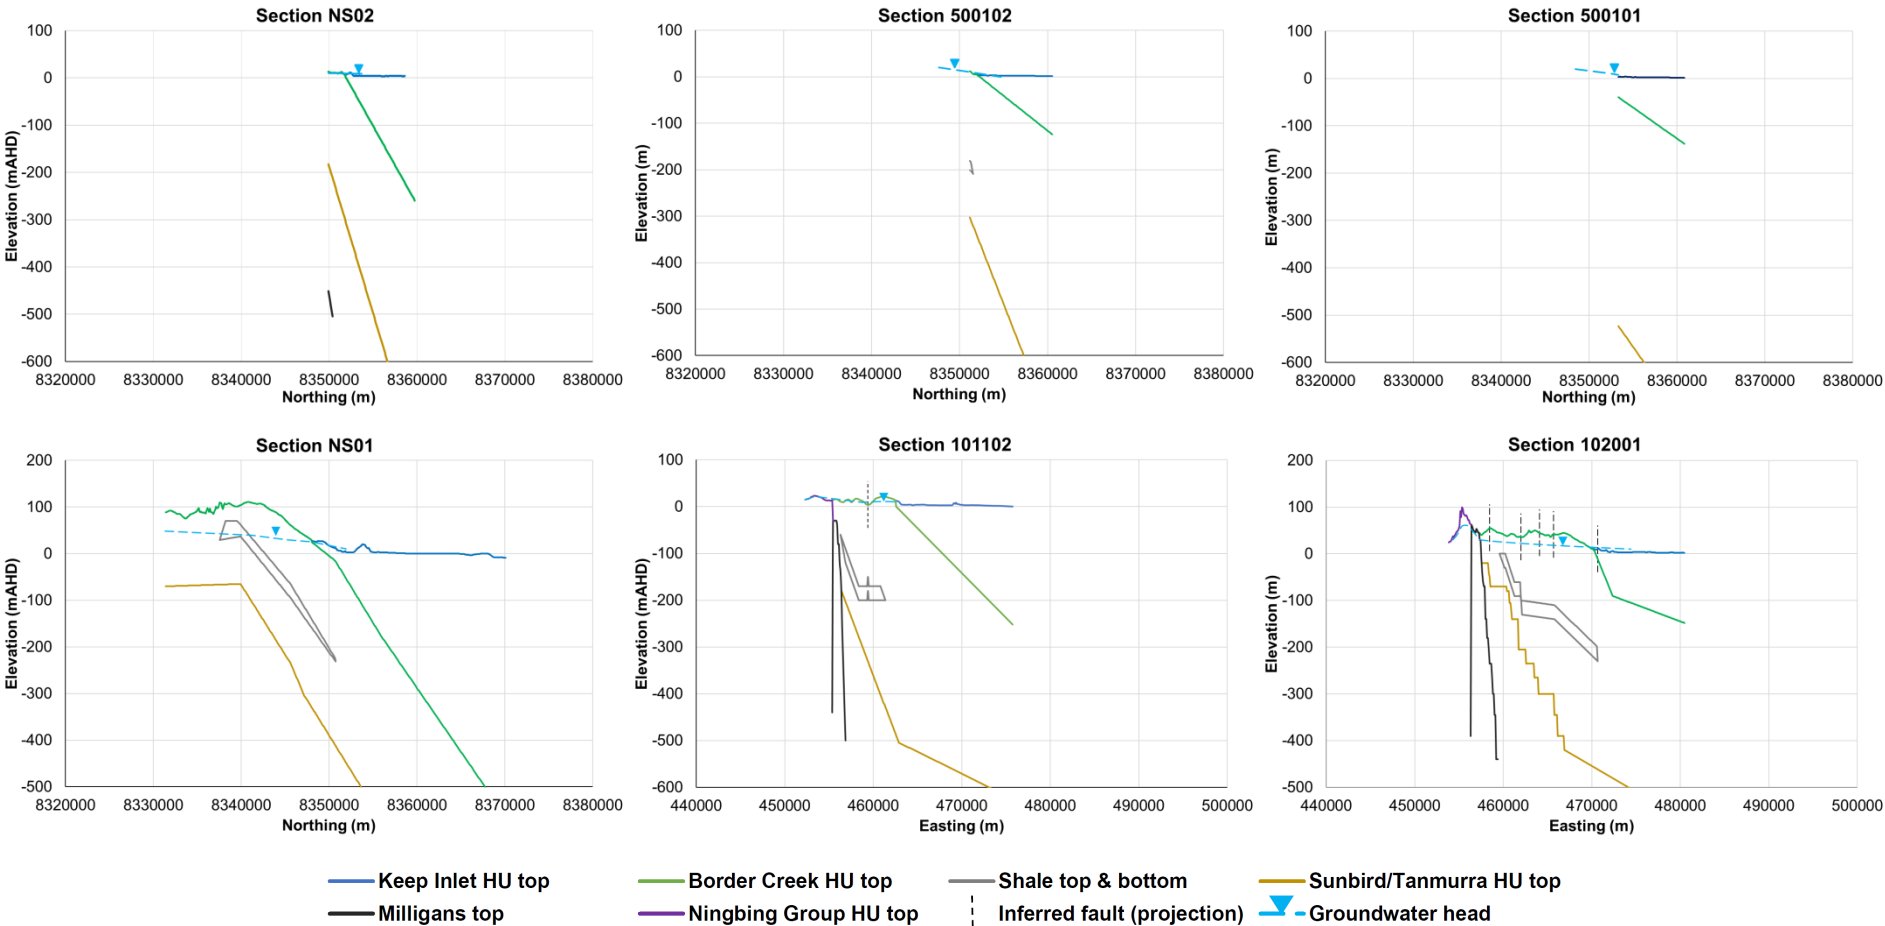 Section NS02
100
0
-100
-200
-300
-400
-500
-600
Elevation (mAHD)
8320000 8330000 8340000 8350000 8360000 8370000 8380000
Northing (m)
Section 500102
100
0
-100
-200
-300
-400
-500
-600
Elevation (m)
8320000 8330000 8340000 8350000 8360000 8370000 8380000
Northing (m)
Section 500101
100
0
-100
-200
-300
-400
-500
-600
Elevation (m)
8320000 8330000 8340000 8350000 8360000 8370000 8380000
Northing (m)
Section NS01
200
100
0
-100
-200
-300
-400
-500
Elevation (mAHD)
8320000 8330000 8340000 8350000 8360000 8370000 8380000
Northing (m)
Section 101102
100
0
-100
-200
-300
-400
-500
-600
Elevation (mAHD)
440000 450000 460000 470000 480000 490000 500000
Easting (m)
Section 102001
200
100
0
-100
-200
-300
-400
-500
Elevation (m)
440000 450000 460000 470000 480000 490000 500000
Easting (m)
Keep Inlet HU top Border Creek HU top Shale top & bottom Sunbird/Tanmurra HU top
Milligans top Ningbing Group HU top Inferred fault (projection) Groundwater head